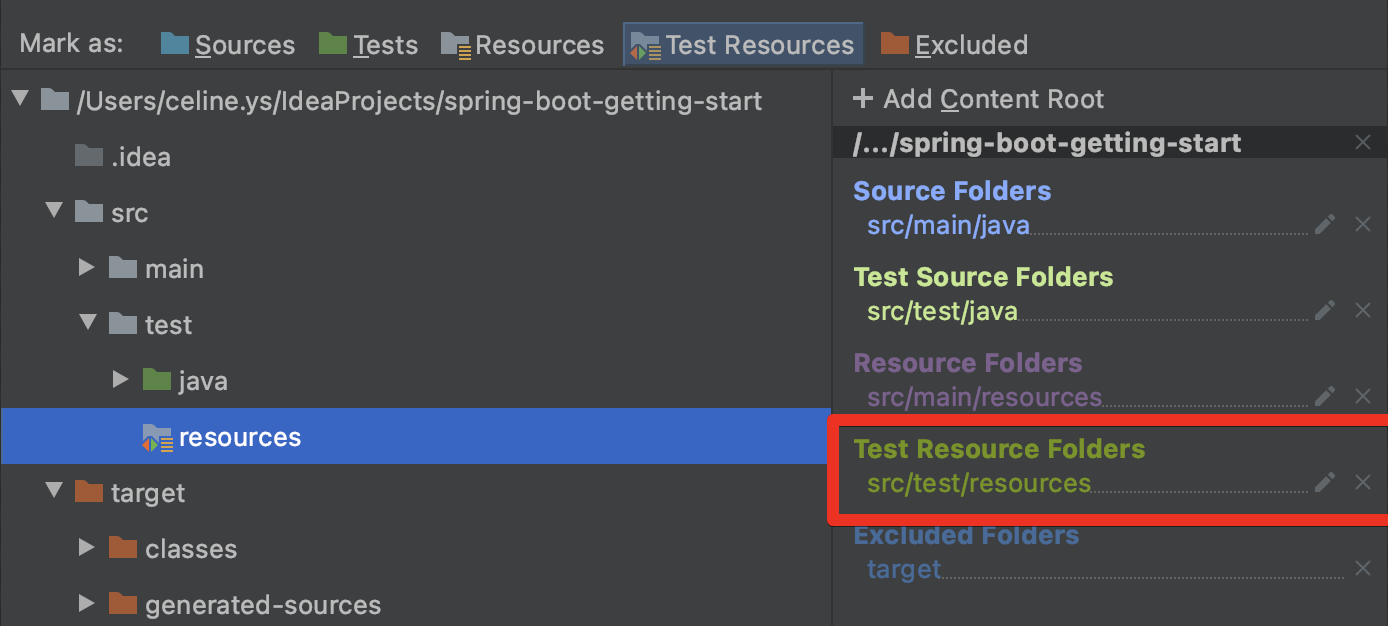 Mark as: Sources Tests Resources Test Resources Excluded
/Users/celine.ys/IdeaProjects/spring-boot-getting-start
.idea
src
main
test
java
resources
target
classes
generated-sources
+ Add Content Root
/.../spring-boot-getting-start
Source Folders
src/main/java
Test Source Folders
src/test/java
Resource Folders
src/main/resources
Test Resource Folders
src/test/resources
Excluded Folders
target